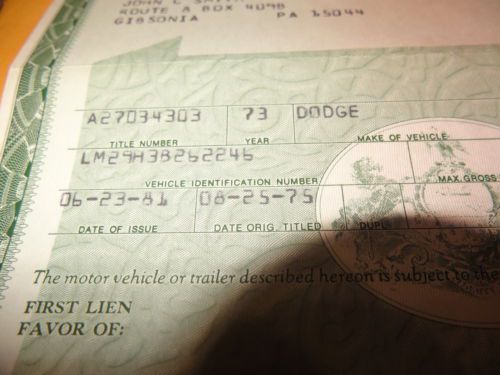 ROUTE A BOX 409B
GIBSONIA PA 15044
A27034303 73 DODGE
TITLE NUMBER YEAR MAKE OF VEHICLE
LM29H3B262246
VEHICLE IDENTIFICATION NUMBER MAX.GROSS
06-23-81 08-25-75
DATE OF ISSUE DATE ORIG. TITLED DUPL
The motor vehicle or trailer described hereon is subject to the
FIRST LIEN
FAVOR OF: